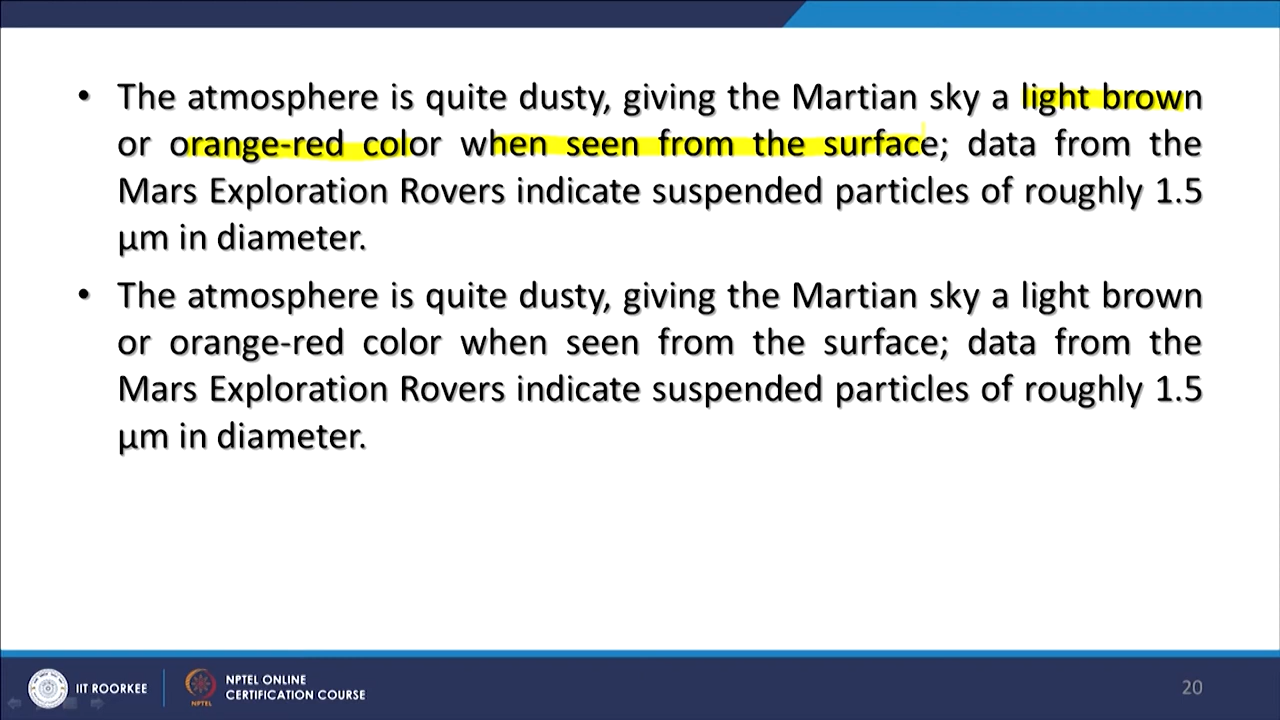 • The atmosphere is quite dusty, giving the Martian sky a light brown
or orange-red color when seen from the surface; data from the
Mars Exploration Rovers indicate suspended particles of roughly 1.5
μm in diameter.
• The atmosphere is quite dusty, giving the Martian sky a light brown
or orange-red color when seen from the surface; data from the
Mars Exploration Rovers indicate suspended particles of roughly 1.5
μm in diameter.
IIT ROORKEE
NPTEL
NPTEL ONLINE
CERTIFICATION COURSE
20